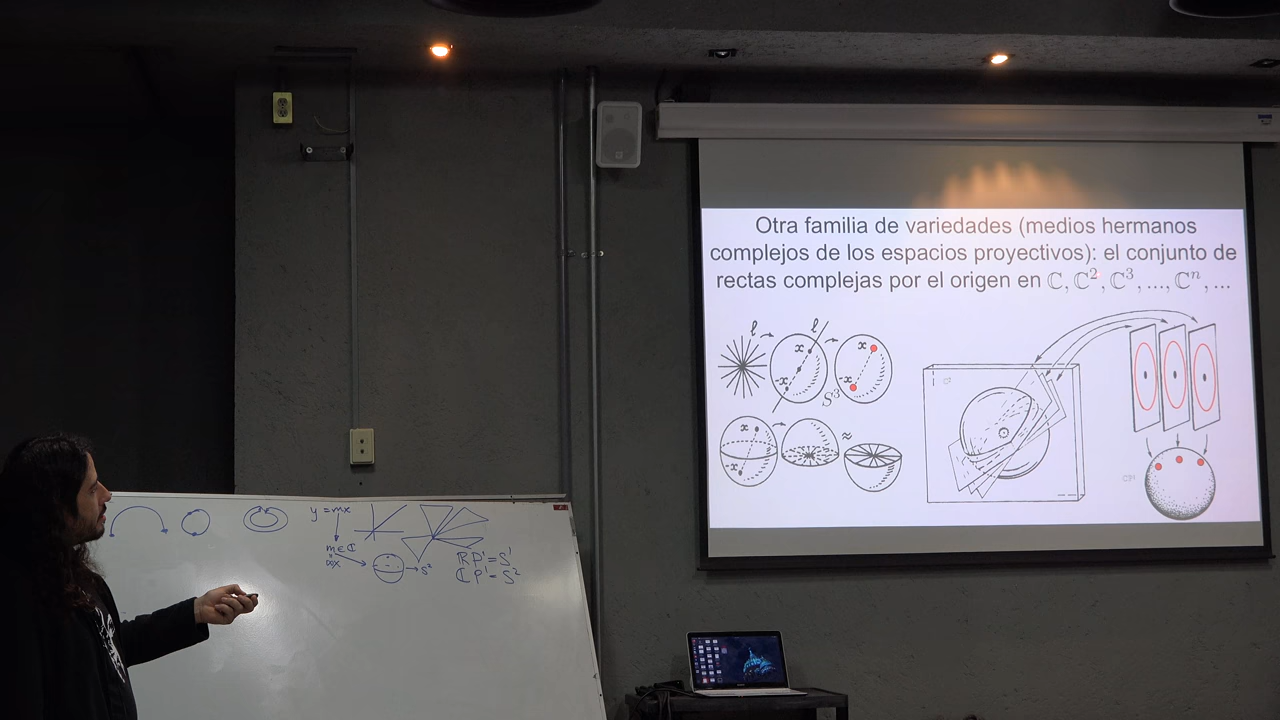 Otra familia de variedades (medios hermanos
complejos de los espacios proyectivos): el conjunto de
rectas complejas por el origen en ℂ, ℂ², ℂ³, ..., ℂⁿ, ...
ℓ ℓ
x x
-x -x
S³
x ≈
-x
y = mx
m∈ℂ
→ S²
ℝP¹ = S¹
ℂP¹ = S²